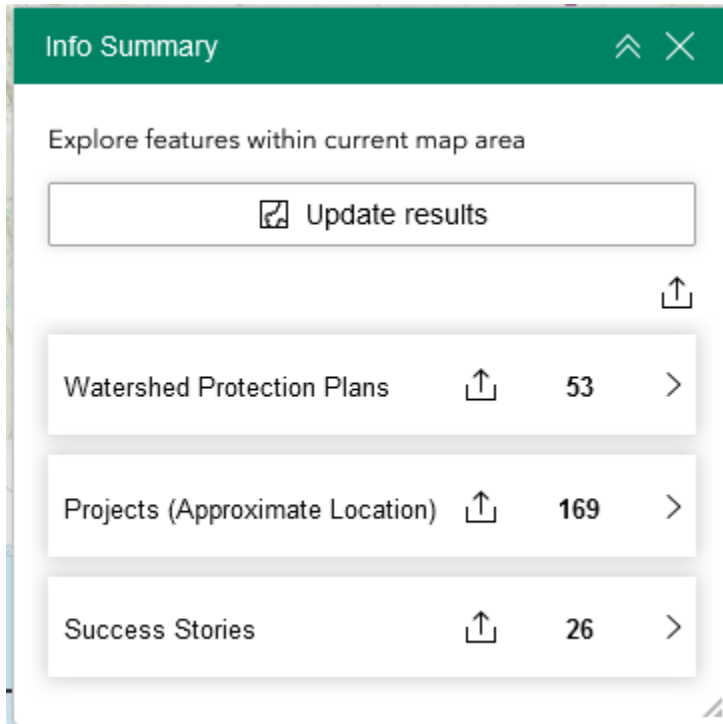 Info Summary
Explore features within current map area
Update results
Watershed Protection Plans 53
Projects (Approximate Location) 169
Success Stories 26